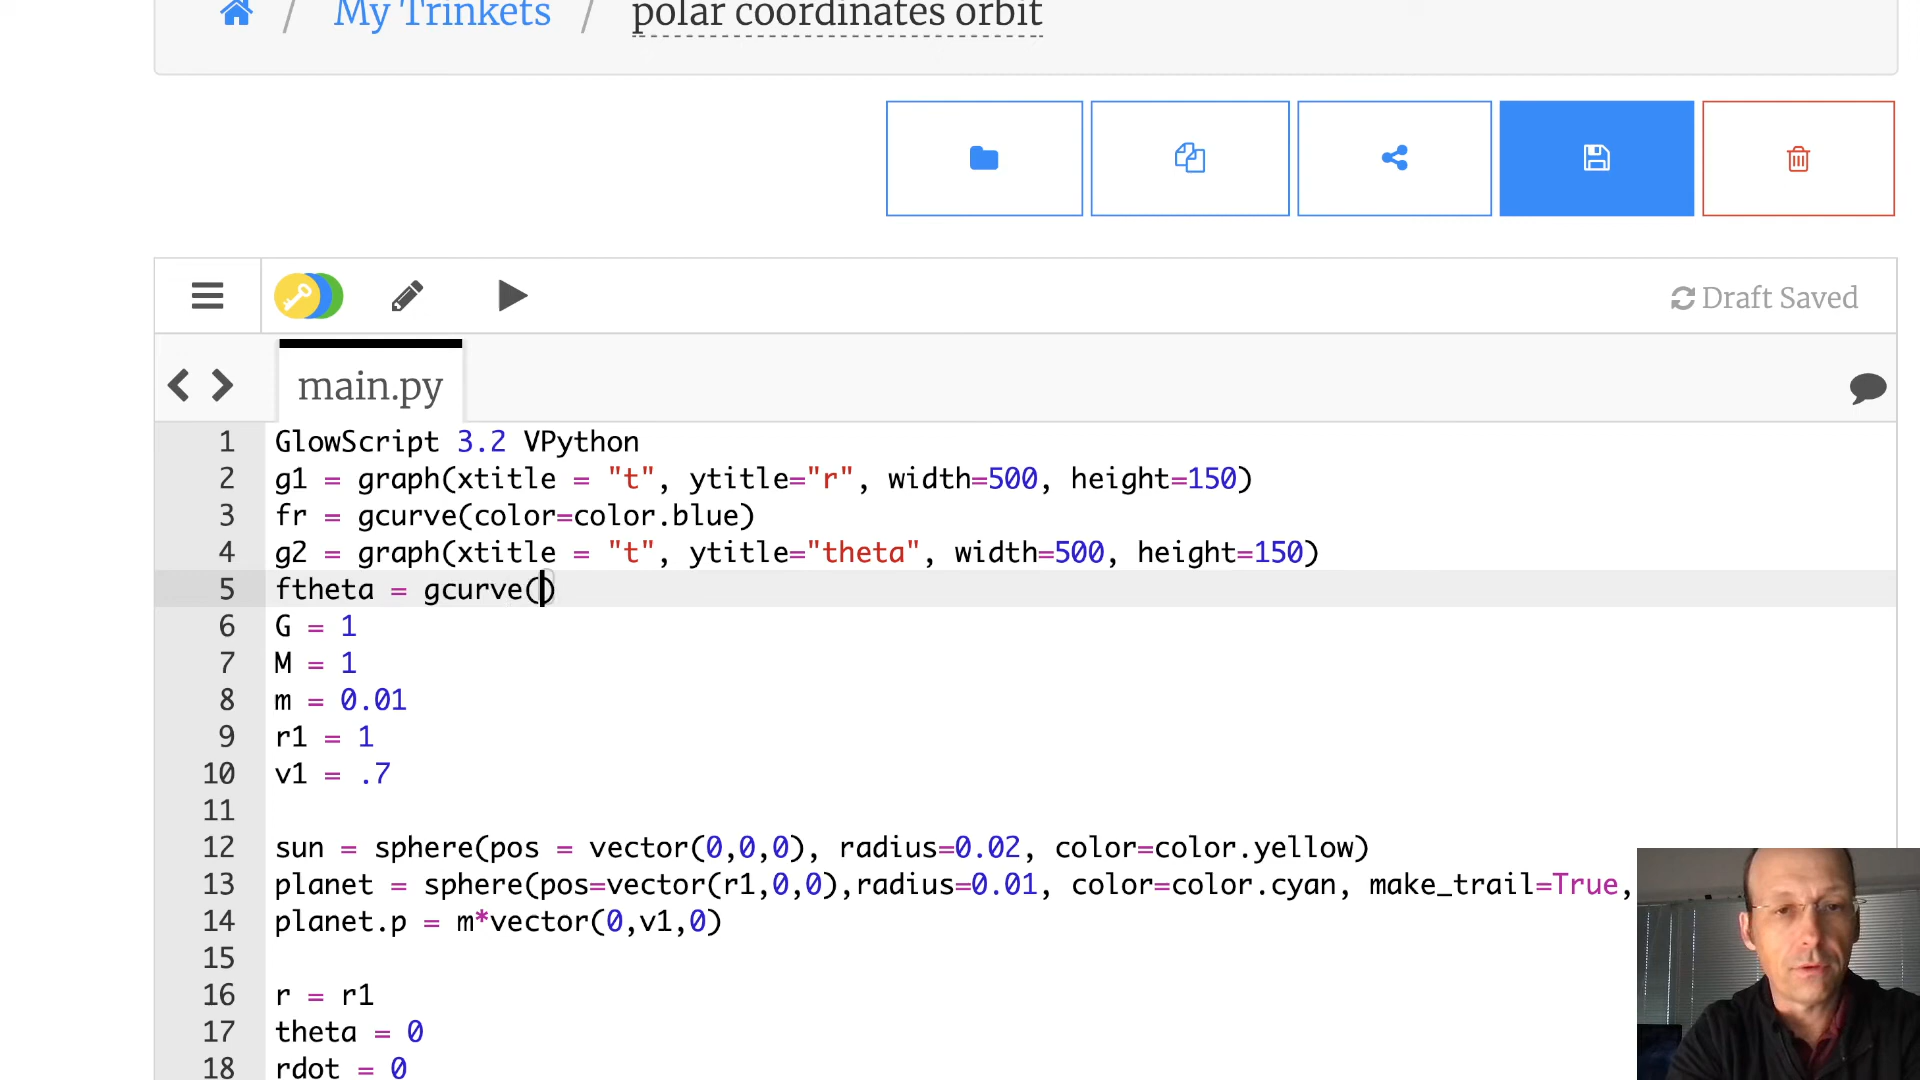 / My Trinkets / polar coordinates orbit
Draft Saved
main.py
1 GlowScript 3.2 VPython
2 g1 = graph(xtitle = "t", ytitle="r", width=500, height=150)
3 fr = gcurve(color=color.blue)
4 g2 = graph(xtitle = "t", ytitle="theta", width=500, height=150)
5 ftheta = gcurve()
6 G = 1
7 M = 1
8 m = 0.01
9 r1 = 1
10 v1 = .7
11
12 sun = sphere(pos = vector(0,0,0), radius=0.02, color=color.yellow)
13 planet = sphere(pos=vector(r1,0,0),radius=0.01, color=color.cyan, make_trail=True,
14 planet.p = m*vector(0,v1,0)
15
16 r = r1
17 theta = 0
18 rdot = 0